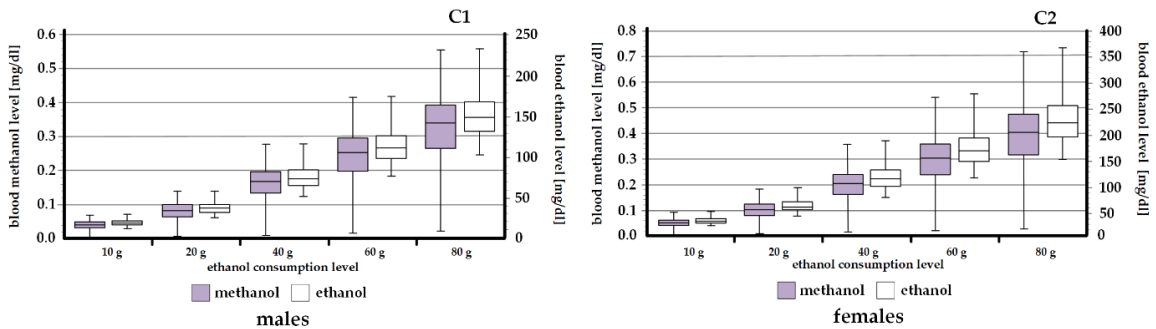 C1
blood methanol level [mg/dl]
0.6
0.5
0.4
0.3
0.2
0.1
0.0
250
200
150
100
50
0
blood ethanol level [mg/dl]
10 g 20 g 40 g 60 g 80 g
ethanol consumption level
methanol ethanol
males
C2
blood methanol level [mg/dl]
0.8
0.7
0.6
0.5
0.4
0.3
0.2
0.1
0.0
400
350
300
250
200
150
100
50
0
blood ethanol level [mg/dl]
10 g 20 g 40 g 60 g 80 g
ethanol consumption level
methanol ethanol
females